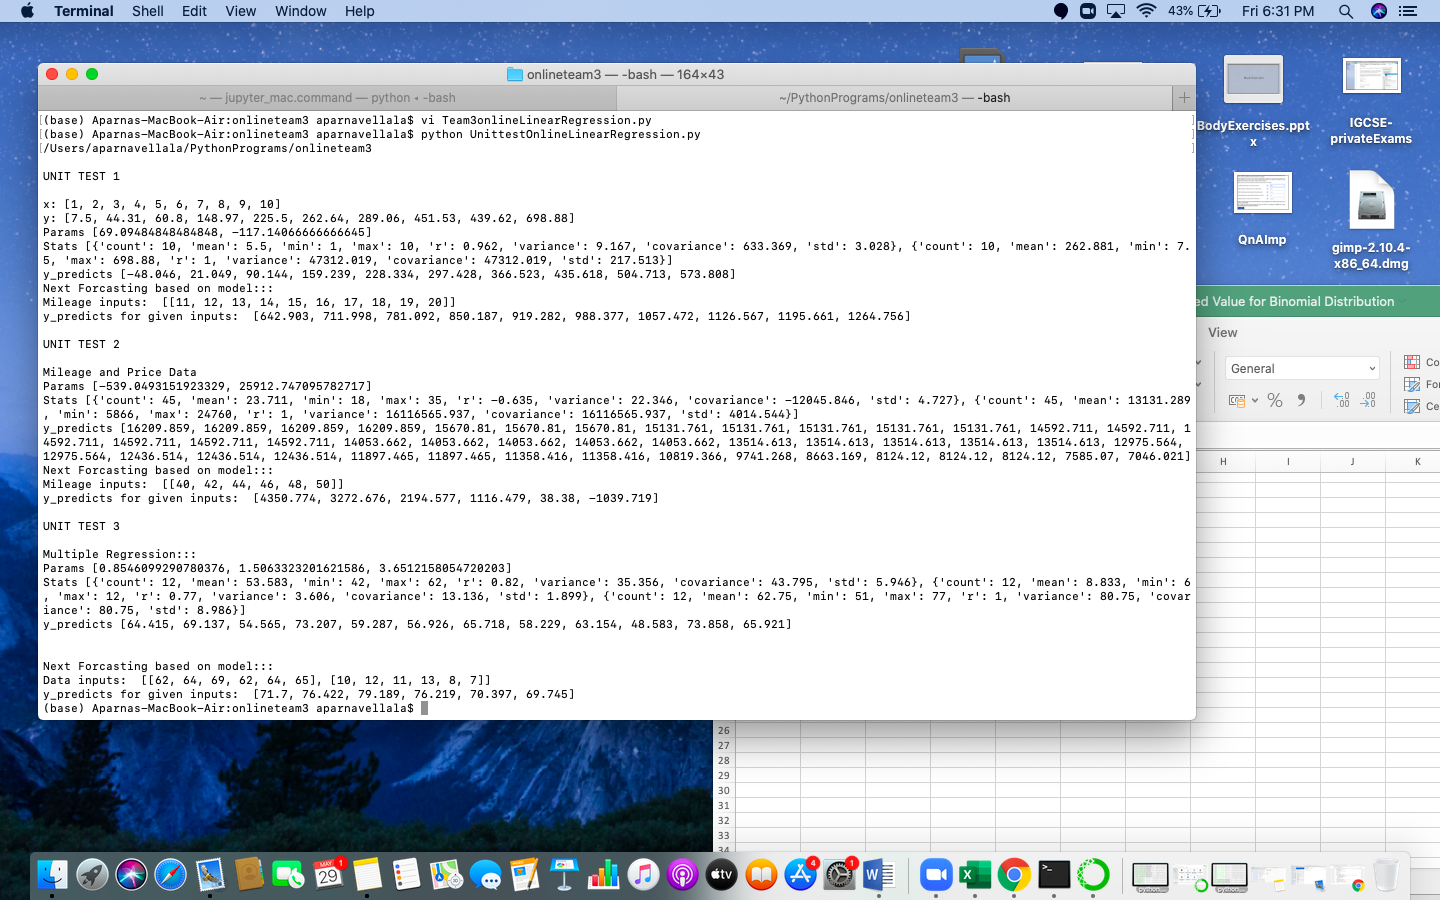 Terminal Shell Edit View Window Help 43% Fri 6:31 PM
onlineteam3 — -bash — 164×43
~ — jupyter_mac.command — python ◂ -bash
~/PythonPrograms/onlineteam3 — -bash
[(base) Aparnas-MacBook-Air:onlineteam3 aparnavellala$ vi Team3onlineLinearRegression.py ]
[(base) Aparnas-MacBook-Air:onlineteam3 aparnavellala$ python UnittestOnlineLinearRegression.py ]
[/Users/aparnavellala/PythonPrograms/onlineteam3 ]
UNIT TEST 1
x: [1, 2, 3, 4, 5, 6, 7, 8, 9, 10]
y: [7.5, 44.31, 60.8, 148.97, 225.5, 262.64, 289.06, 451.53, 439.62, 698.88]
Params [69.09484848484848, -117.14066666666645]
Stats [{'count': 10, 'mean': 5.5, 'min': 1, 'max': 10, 'r': 0.962, 'variance': 9.167, 'covariance': 633.369, 'std': 3.028}, {'count': 10, 'mean': 262.881, 'min': 7.
5, 'max': 698.88, 'r': 1, 'variance': 47312.019, 'covariance': 47312.019, 'std': 217.513}]
y_predicts [-48.046, 21.049, 90.144, 159.239, 228.334, 297.428, 366.523, 435.618, 504.713, 573.808]
Next Forcasting based on model:::
Mileage inputs:  [[11, 12, 13, 14, 15, 16, 17, 18, 19, 20]]
y_predicts for given inputs:  [642.903, 711.998, 781.092, 850.187, 919.282, 988.377, 1057.472, 1126.567, 1195.661, 1264.756]
UNIT TEST 2
Mileage and Price Data
Params [-539.0493151923329, 25912.747095782717]
Stats [{'count': 45, 'mean': 23.711, 'min': 18, 'max': 35, 'r': -0.635, 'variance': 22.346, 'covariance': -12045.846, 'std': 4.727}, {'count': 45, 'mean': 13131.289
, 'min': 5866, 'max': 24760, 'r': 1, 'variance': 16116565.937, 'covariance': 16116565.937, 'std': 4014.544}]
y_predicts [16209.859, 16209.859, 16209.859, 16209.859, 15670.81, 15670.81, 15670.81, 15131.761, 15131.761, 15131.761, 15131.761, 15131.761, 14592.711, 14592.711, 1
4592.711, 14592.711, 14592.711, 14592.711, 14053.662, 14053.662, 14053.662, 14053.662, 14053.662, 13514.613, 13514.613, 13514.613, 13514.613, 13514.613, 12975.564,
12975.564, 12436.514, 12436.514, 12436.514, 11897.465, 11897.465, 11358.416, 11358.416, 10819.366, 9741.268, 8663.169, 8124.12, 8124.12, 8124.12, 7585.07, 7046.021]
Next Forcasting based on model:::
Mileage inputs:  [[40, 42, 44, 46, 48, 50]]
y_predicts for given inputs:  [4350.774, 3272.676, 2194.577, 1116.479, 38.38, -1039.719]
UNIT TEST 3
Multiple Regression:::
Params [0.8546099290780376, 1.5063323201621586, 3.6512158054720203]
Stats [{'count': 12, 'mean': 53.583, 'min': 42, 'max': 62, 'r': 0.82, 'variance': 35.356, 'covariance': 43.795, 'std': 5.946}, {'count': 12, 'mean': 8.833, 'min': 6
, 'max': 12, 'r': 0.77, 'variance': 3.606, 'covariance': 13.136, 'std': 1.899}, {'count': 12, 'mean': 62.75, 'min': 51, 'max': 77, 'r': 1, 'variance': 80.75, 'covar
iance': 80.75, 'std': 8.986}]
y_predicts [64.415, 69.137, 54.565, 73.207, 59.287, 56.926, 65.718, 58.229, 63.154, 48.583, 73.858, 65.921]
Next Forcasting based on model:::
Data inputs:  [[62, 64, 69, 62, 64, 65], [10, 12, 11, 13, 8, 7]]
y_predicts for given inputs:  [71.7, 76.422, 79.189, 76.219, 70.397, 69.745]
(base) Aparnas-MacBook-Air:onlineteam3 aparnavellala$
BodyExercises.ppt
x
IGCSE-
privateExams
QnAImp
gimp-2.10.4-
x86_64.dmg
ed Value for Binomial Distribution
View
General
Co
For
Ce
H I J K
26
27
28
29
30
31
32
33
34
MAY
29
1
tv
4
1